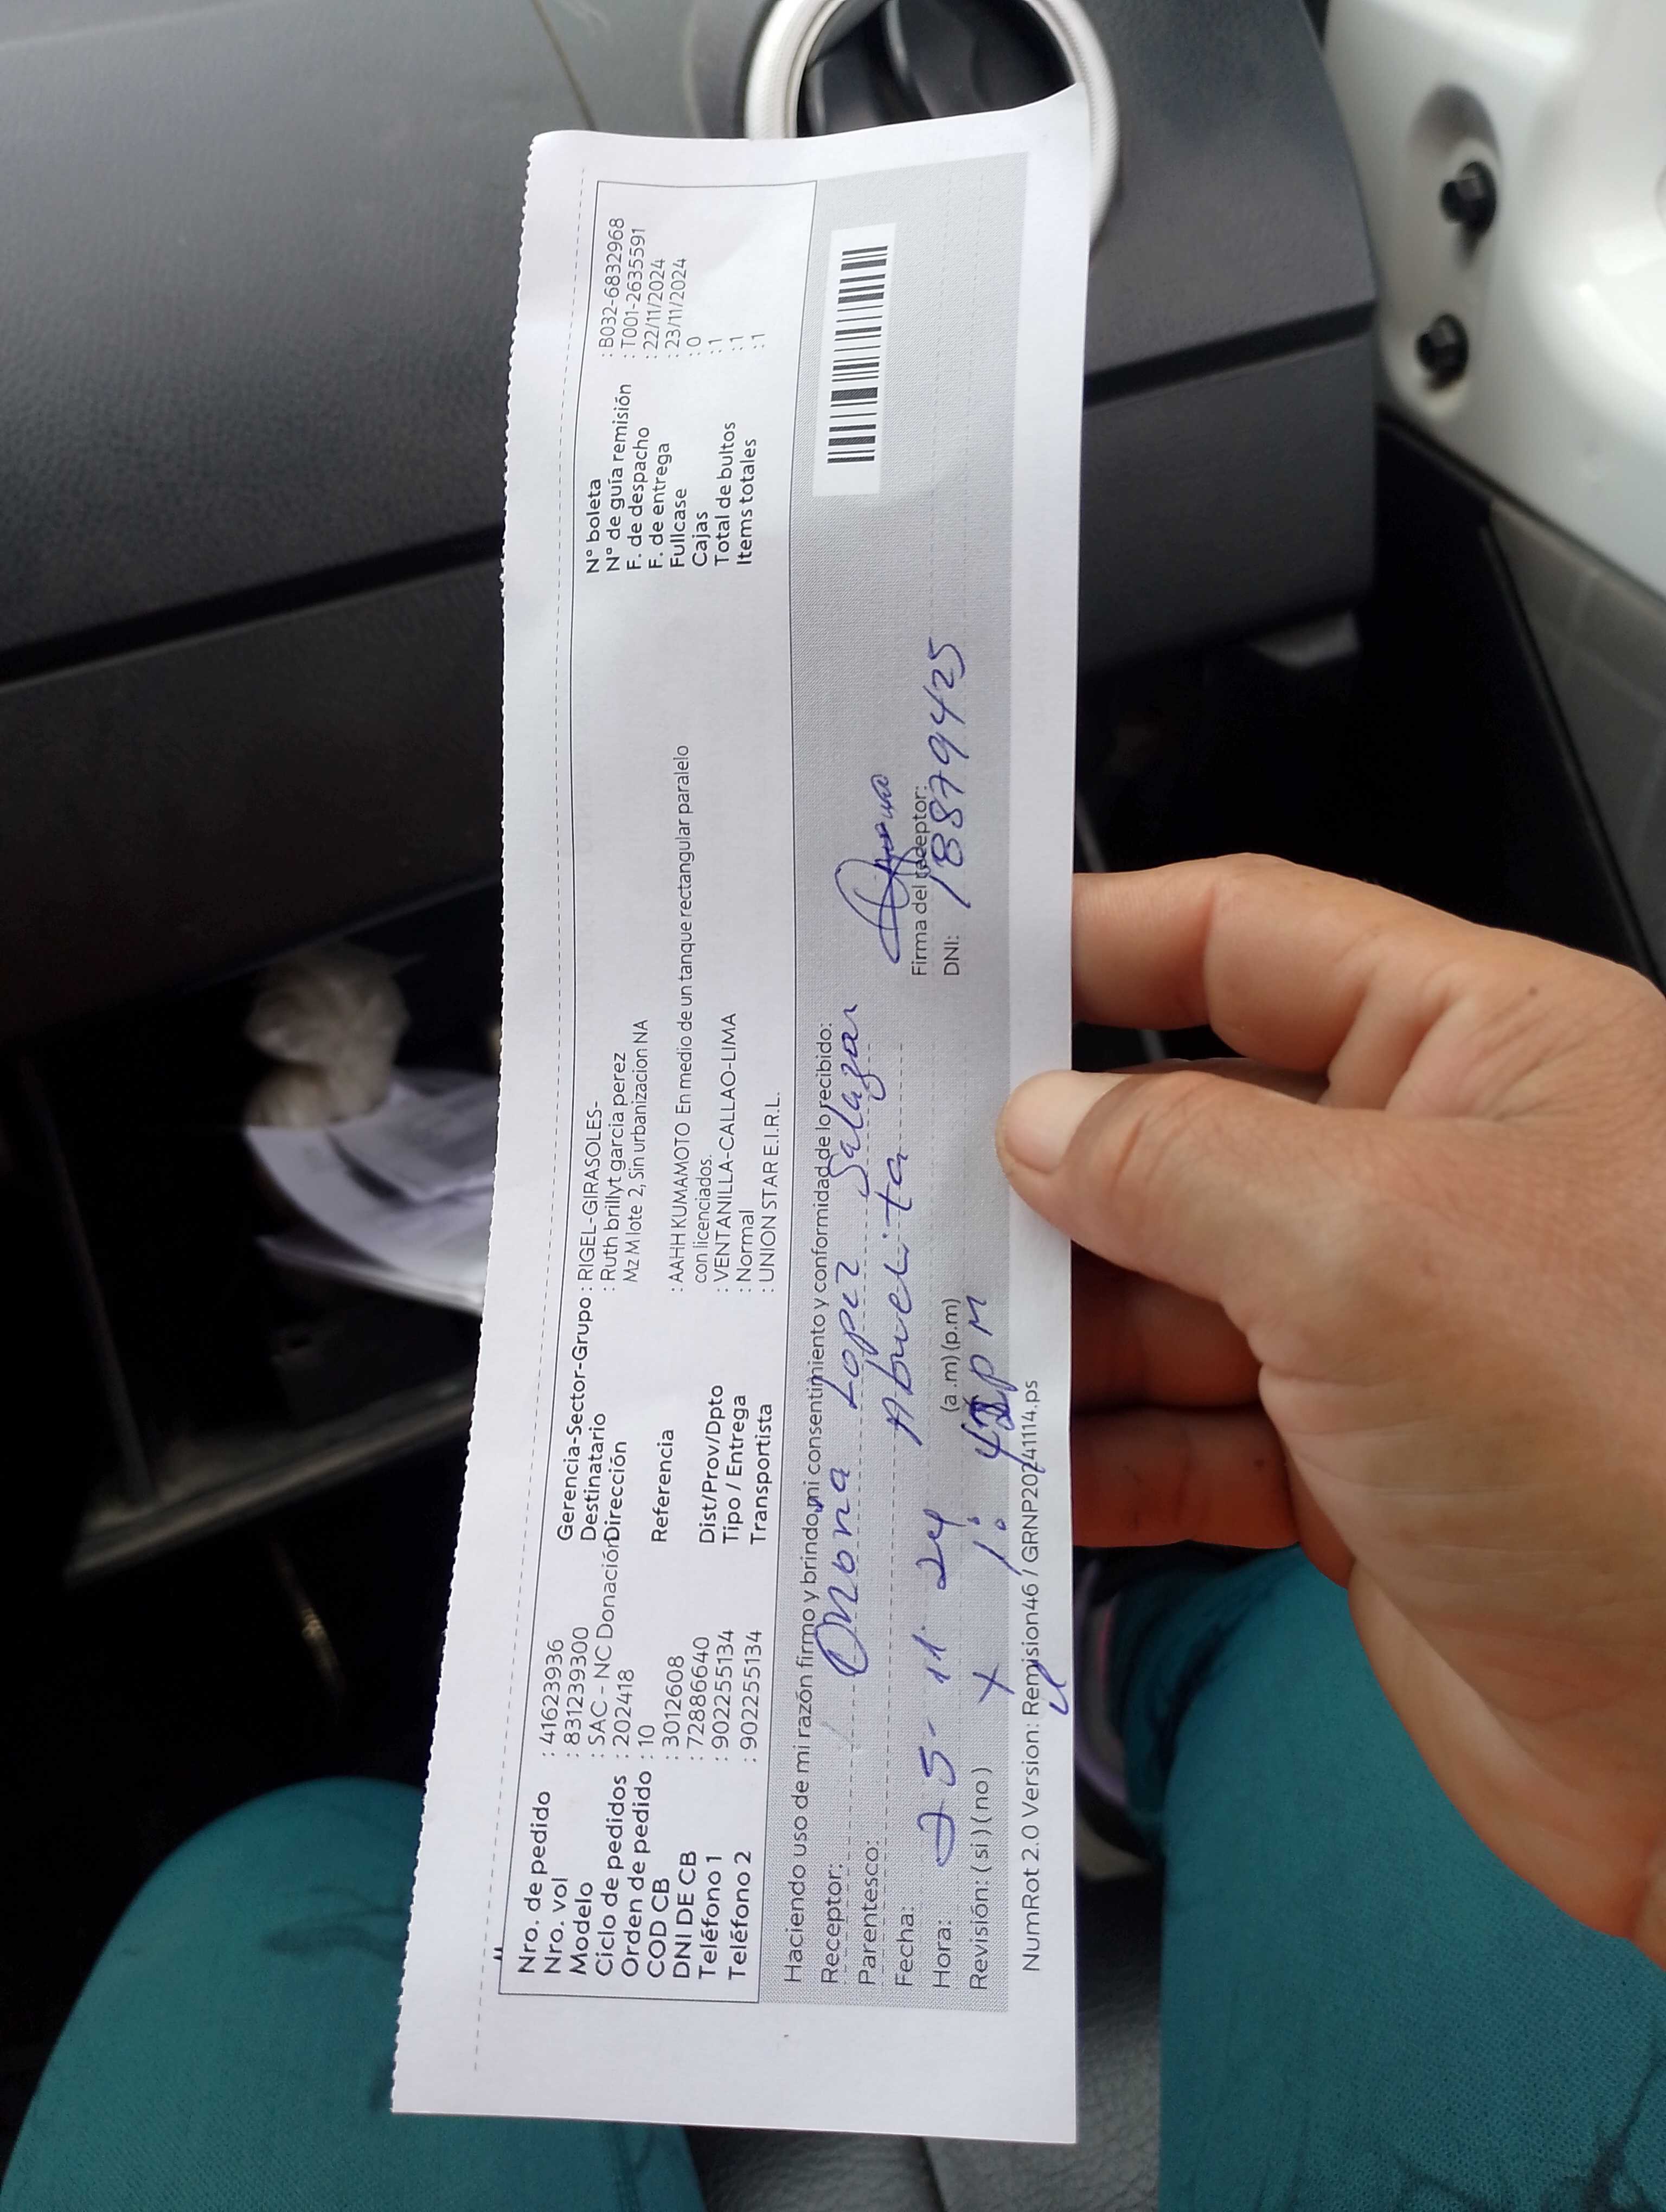 Nro. de pedido : 41623936
Nro. vol : 831239300
Modelo : SAC - NC Donación
Ciclo de pedidos : 202418
Orden de pedido : 10
COD CB : 3012608
DNI DE CB : 72886640
Teléfono 1 : 902255134
Teléfono 2 : 902255134
Gerencia-Sector-Grupo : RIGEL-GIRASOLES-
Destinatario : Ruth brillyt garcia perez
Dirección Mz M lote 2, Sin urbanizacion NA
Referencia : AAHH KUMAMOTO En medio de un tanque rectangular paralelo
con licenciados.
Dist/Prov/Dpto : VENTANILLA-CALLAO-LIMA
Tipo / Entrega : Normal
Transportista : UNION STAR E.I.R.L.
N° boleta : B032-6832968
N° de guía remisión : T001-2635591
F. de despacho : 22/11/2024
F. de entrega : 23/11/2024
Fullcase : 0
Cajas : 1
Total de bultos : 1
Items totales : 1
Haciendo uso de mi razón firmo y brindo mi consentimiento y conformidad de lo recibido:
Receptor: Lopez Salazar
Parentesco: Abuelita
Fecha: 25-11-24
Hora: (a.m) (p.m)
1: PM
Revisión: (si) (no) X
Firma del receptor:
DNI: 18879425
NumRot 2.0 Version: Remision46 / GRNP20241114.ps